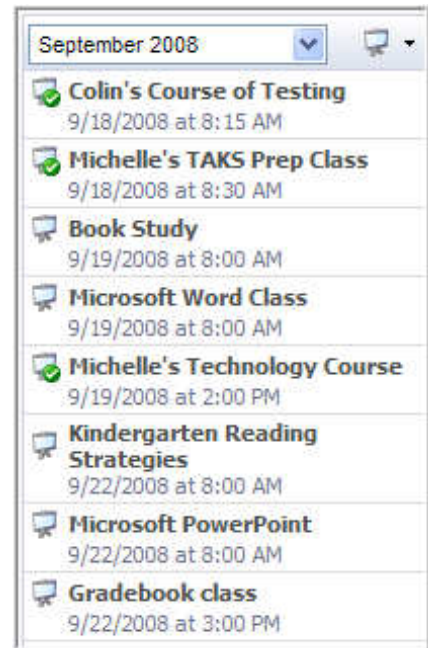 September 2008
Colin's Course of Testing
9/18/2008 at 8:15 AM
Michelle's TAKS Prep Class
9/18/2008 at 8:30 AM
Book Study
9/19/2008 at 8:00 AM
Microsoft Word Class
9/19/2008 at 8:00 AM
Michelle's Technology Course
9/19/2008 at 2:00 PM
Kindergarten Reading
Strategies
9/22/2008 at 8:00 AM
Microsoft PowerPoint
9/22/2008 at 8:00 AM
Gradebook class
9/22/2008 at 3:00 PM